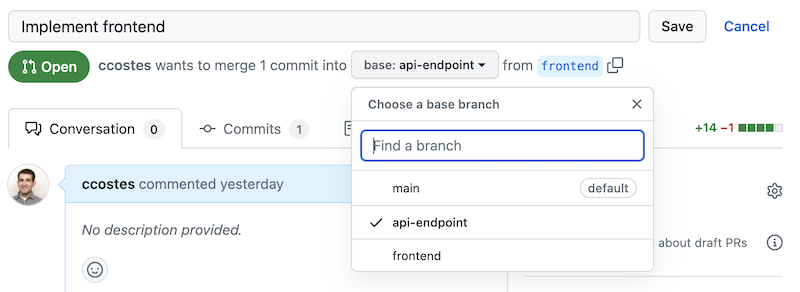 Implement frontend
Save
Cancel
Open
ccostes wants to merge 1 commit into base: api-endpoint from frontend
Choose a base branch
Conversation 0
Commits 1
+14 −1
Find a branch
main default
ccostes commented yesterday
api-endpoint
No description provided.
about draft PRs
frontend